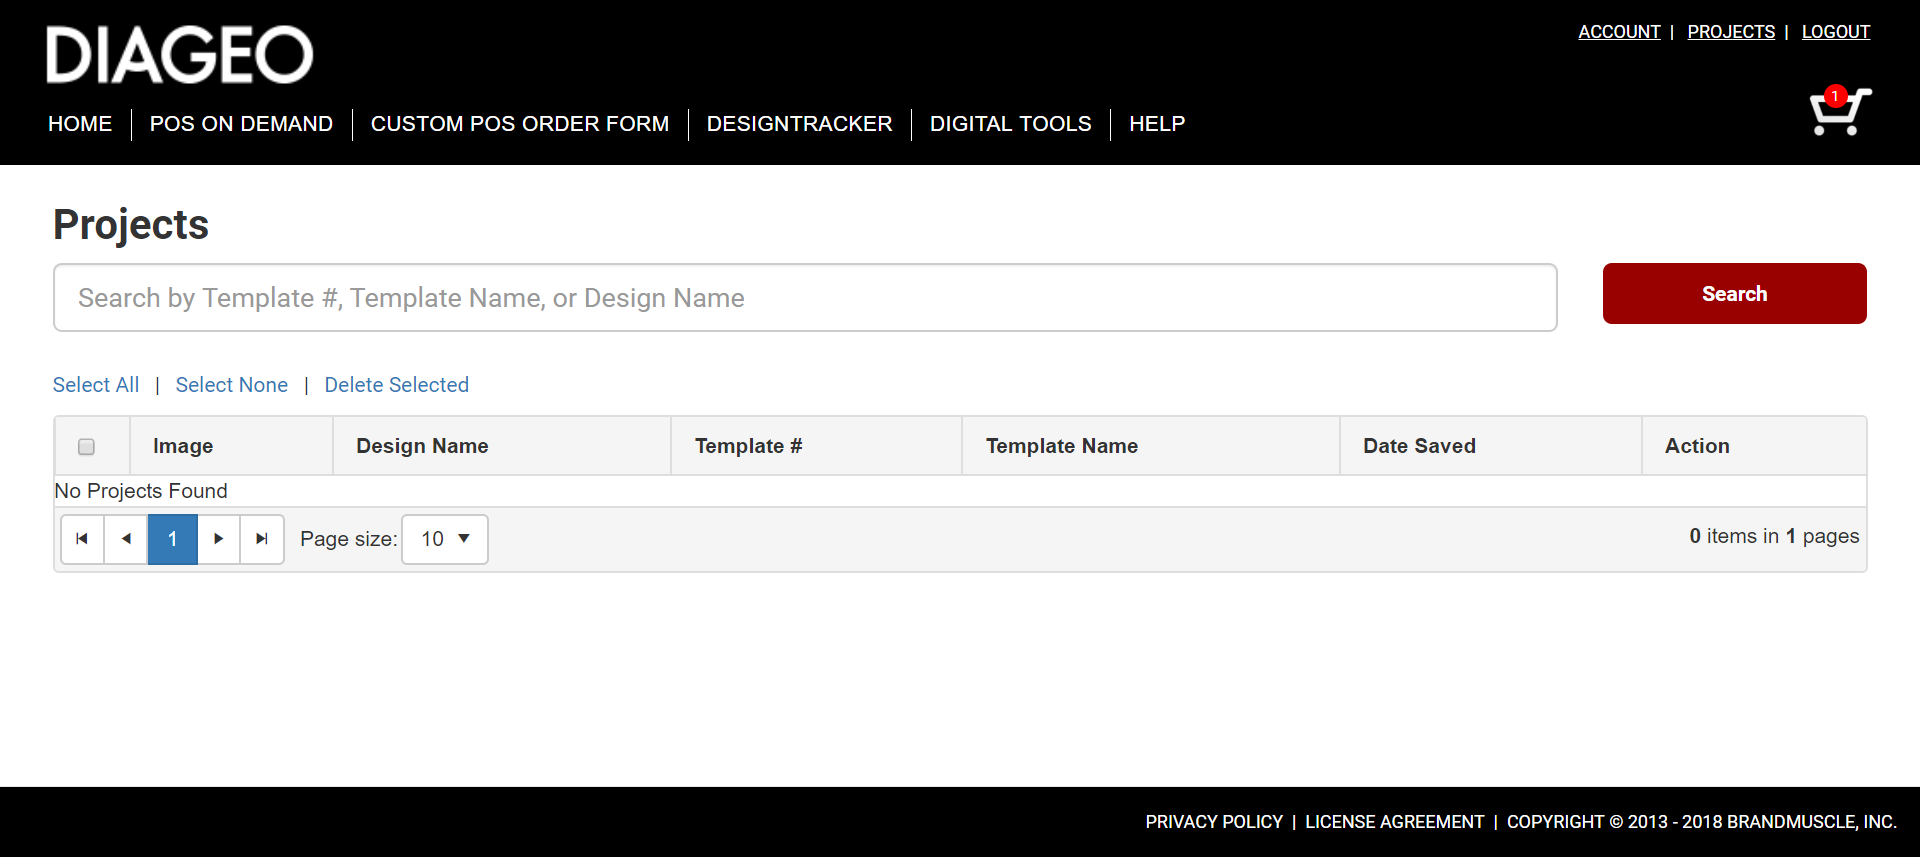 DIAGEO
ACCOUNT | PROJECTS | LOGOUT
1
HOME | POS ON DEMAND | CUSTOM POS ORDER FORM | DESIGNTRACKER | DIGITAL TOOLS | HELP
Projects
Search by Template #, Template Name, or Design Name
Search
Select All | Select None | Delete Selected
Image Design Name Template # Template Name Date Saved Action
No Projects Found
1 Page size: 10 0 items in 1 pages
PRIVACY POLICY | LICENSE AGREEMENT | COPYRIGHT © 2013 - 2018 BRANDMUSCLE, INC.